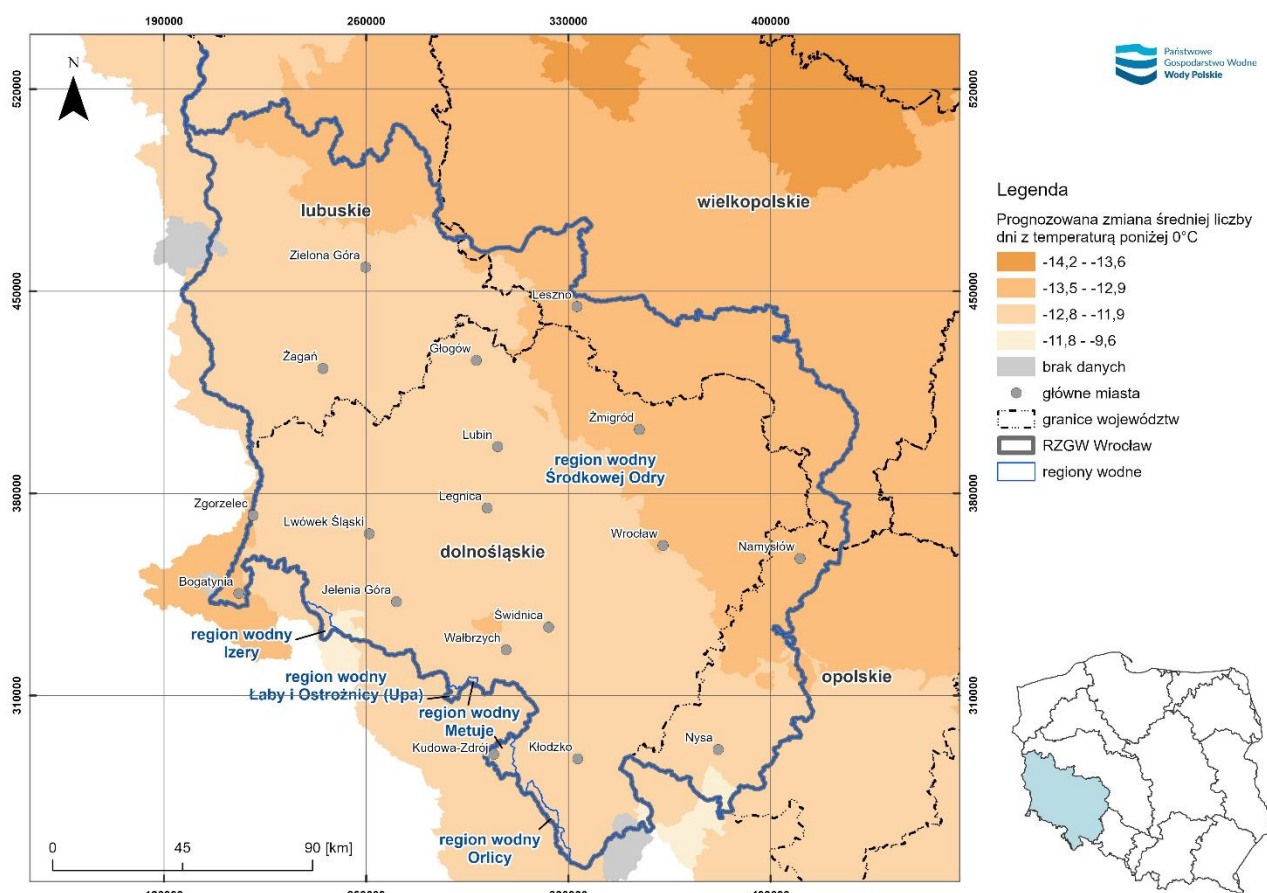 190000
260000
330000
400000
520000
520000
N
Państwowe
Gospodarstwo Wodne
Wody Polskie
Legenda
Prognozowana zmiana średniej liczby
dni z temperaturą poniżej 0°C
-14,2 - -13,6
-13,5 - -12,9
-12,8 - -11,9
-11,8 - -9,6
brak danych
główne miasta
granice województw
RZGW Wrocław
regiony wodne
lubuskie
wielkopolskie
Zielona Góra
450000
450000
Leszno
Żagań
Głogów
Żmigród
Lubin
region wodny
Środkowej Odry
380000
380000
Zgorzelec
Legnica
Lwówek Śląski
Wrocław
Namysłów
dolnośląskie
Bogatynia
Jelenia Góra
Świdnica
region wodny
Izery
Wałbrzych
region wodny
Łaby i Ostrożnicy (Upa)
opolskie
310000
310000
region wodny
Metuje
Kudowa-Zdrój
Kłodzko
Nysa
region wodny
Orlicy
0
45
90 [km]
190000
260000
330000
400000